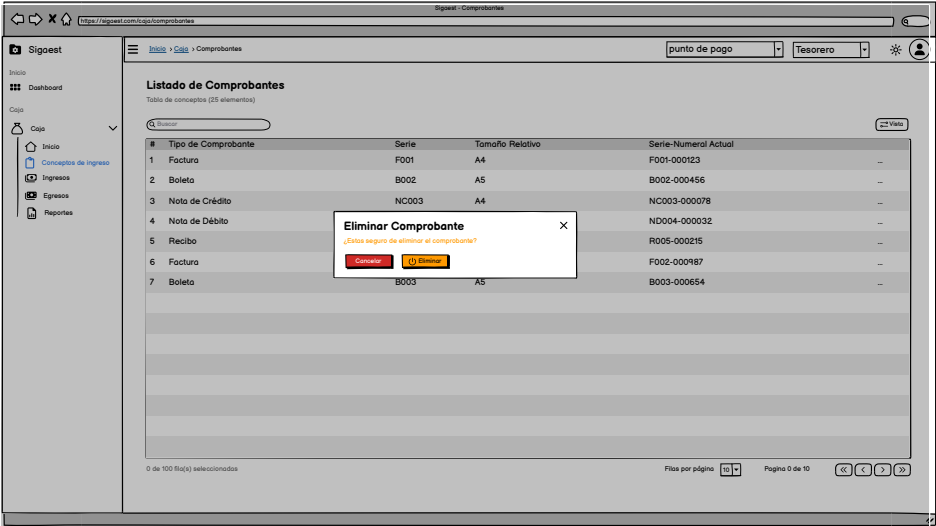 Sigaest - Comprobantes
https://sigaest.com/caja/comprobantes
Sigaest
Inicio > Caja > Comprobantes
punto de pago
Tesorero
Inicio
Dashboard
Caja
Caja
Inicio
Conceptos de ingreso
Ingresos
Egresos
Reportes
Listado de Comprobantes
Tabla de conceptos (25 elementos)
Buscar
Vista
# Tipo de Comprobante Serie Tamaño Relativo Serie-Numeral Actual
1 Factura F001 A4 F001-000123 ...
2 Boleta B002 A5 B002-000456 ...
3 Nota de Crédito NC003 A4 NC003-000078 ...
4 Nota de Débito ND004-000032 ...
5 Recibo R005-000215 ...
6 Factura F002-000987 ...
7 Boleta B003 A5 B003-000654 ...
Eliminar Comprobante
¿Estas seguro de eliminar el comprobante?
Cancelar
Eliminar
0 de 100 fila(s) seleccionadas
Filas por página 10
Pagina 0 de 10